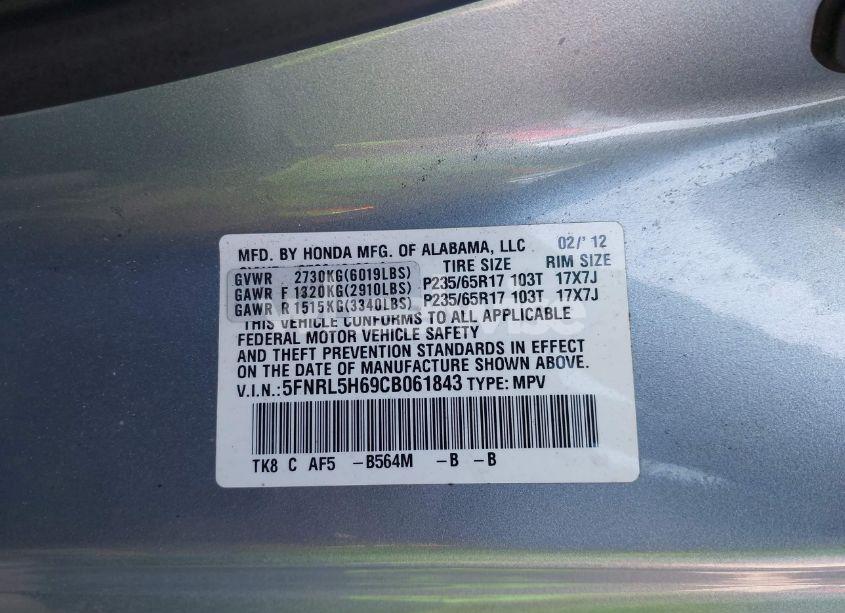 MFD. BY HONDA MFG. OF ALABAMA, LLC 02/' 12
TIRE SIZE RIM SIZE
GVWR 2730KG(6019LBS)
GAWR F 1320KG(2910LBS) P235/65R17 103T 17X7J
GAWR R 1515KG(3340LBS) P235/65R17 103T 17X7J
THIS VEHICLE CONFORMS TO ALL APPLICABLE
FEDERAL MOTOR VEHICLE SAFETY
AND THEFT PREVENTION STANDARDS IN EFFECT
ON THE DATE OF MANUFACTURE SHOWN ABOVE.
V.I.N.:5FNRL5H69CB061843 TYPE: MPV
TK8 C AF5 -B564M -B -B